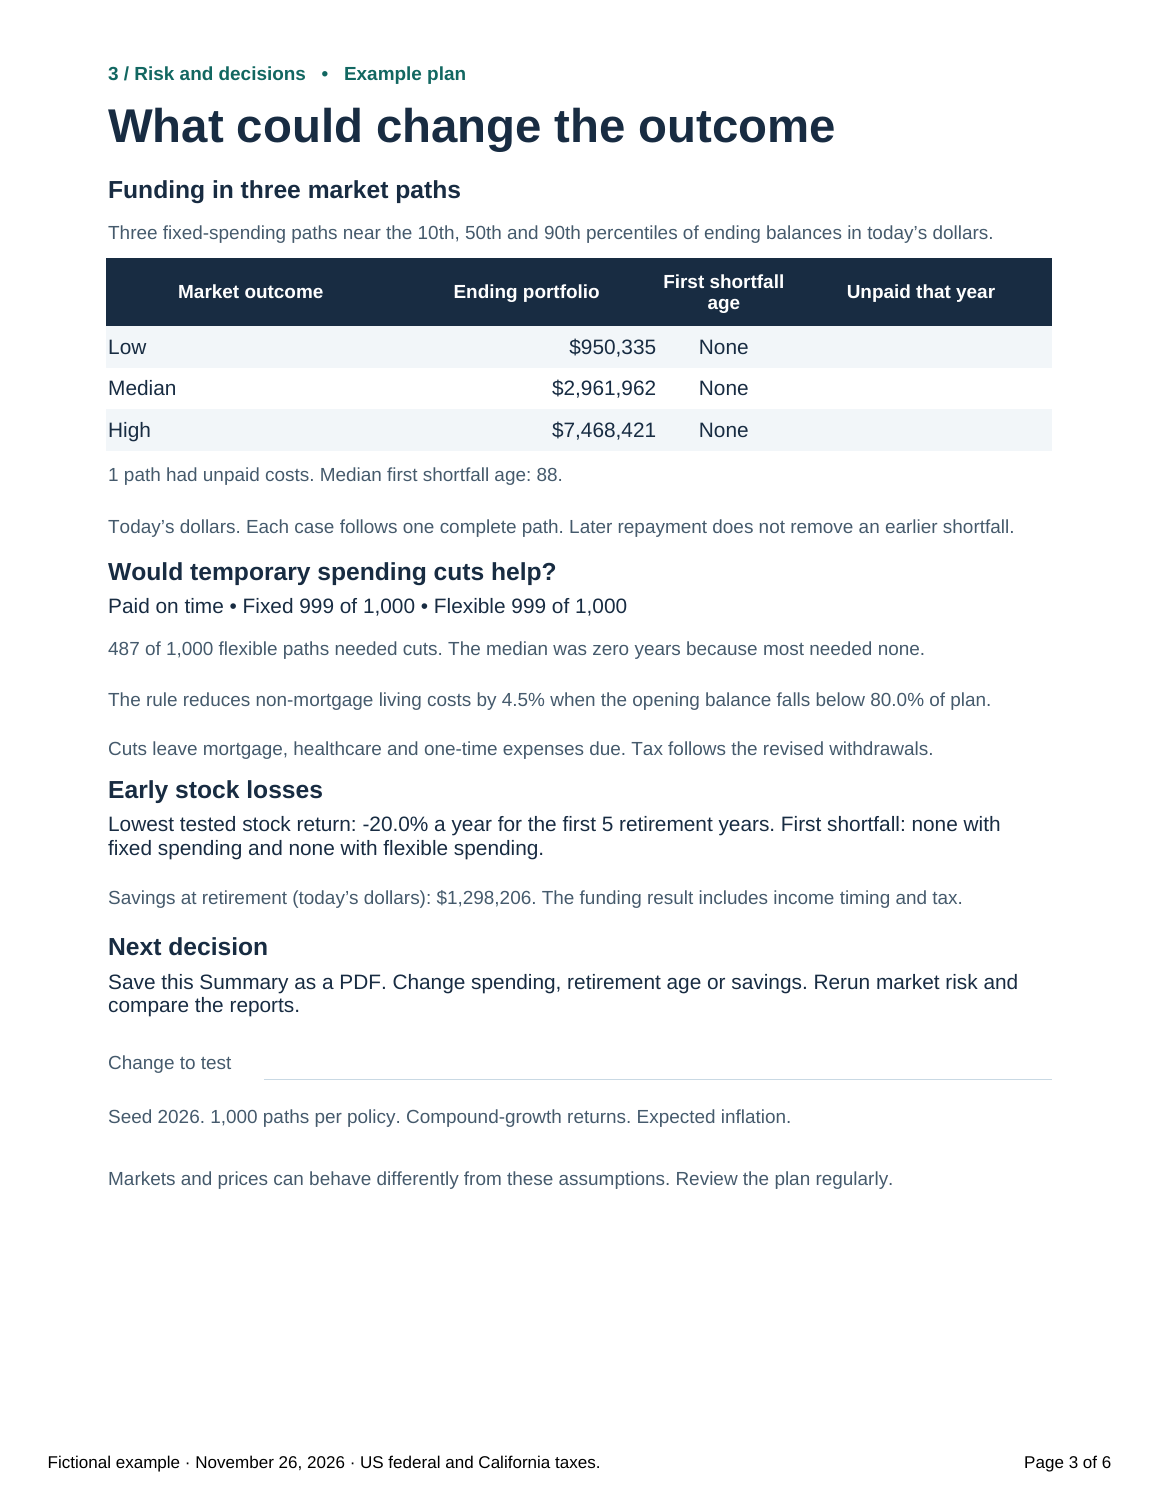 3 / Risk and decisions • Example plan
What could change the outcome
Funding in three market paths
Three fixed-spending paths near the 10th, 50th and 90th percentiles of ending balances in today’s dollars.
Market outcome Ending portfolio First shortfall age Unpaid that year
Low $950,335 None
Median $2,961,962 None
High $7,468,421 None
1 path had unpaid costs. Median first shortfall age: 88.
Today’s dollars. Each case follows one complete path. Later repayment does not remove an earlier shortfall.
Would temporary spending cuts help?
Paid on time • Fixed 999 of 1,000 • Flexible 999 of 1,000
487 of 1,000 flexible paths needed cuts. The median was zero years because most needed none.
The rule reduces non-mortgage living costs by 4.5% when the opening balance falls below 80.0% of plan.
Cuts leave mortgage, healthcare and one-time expenses due. Tax follows the revised withdrawals.
Early stock losses
Lowest tested stock return: -20.0% a year for the first 5 retirement years. First shortfall: none with
fixed spending and none with flexible spending.
Savings at retirement (today’s dollars): $1,298,206. The funding result includes income timing and tax.
Next decision
Save this Summary as a PDF. Change spending, retirement age or savings. Rerun market risk and
compare the reports.
Change to test
Seed 2026. 1,000 paths per policy. Compound-growth returns. Expected inflation.
Markets and prices can behave differently from these assumptions. Review the plan regularly.
Fictional example · November 26, 2026 · US federal and California taxes. Page 3 of 6